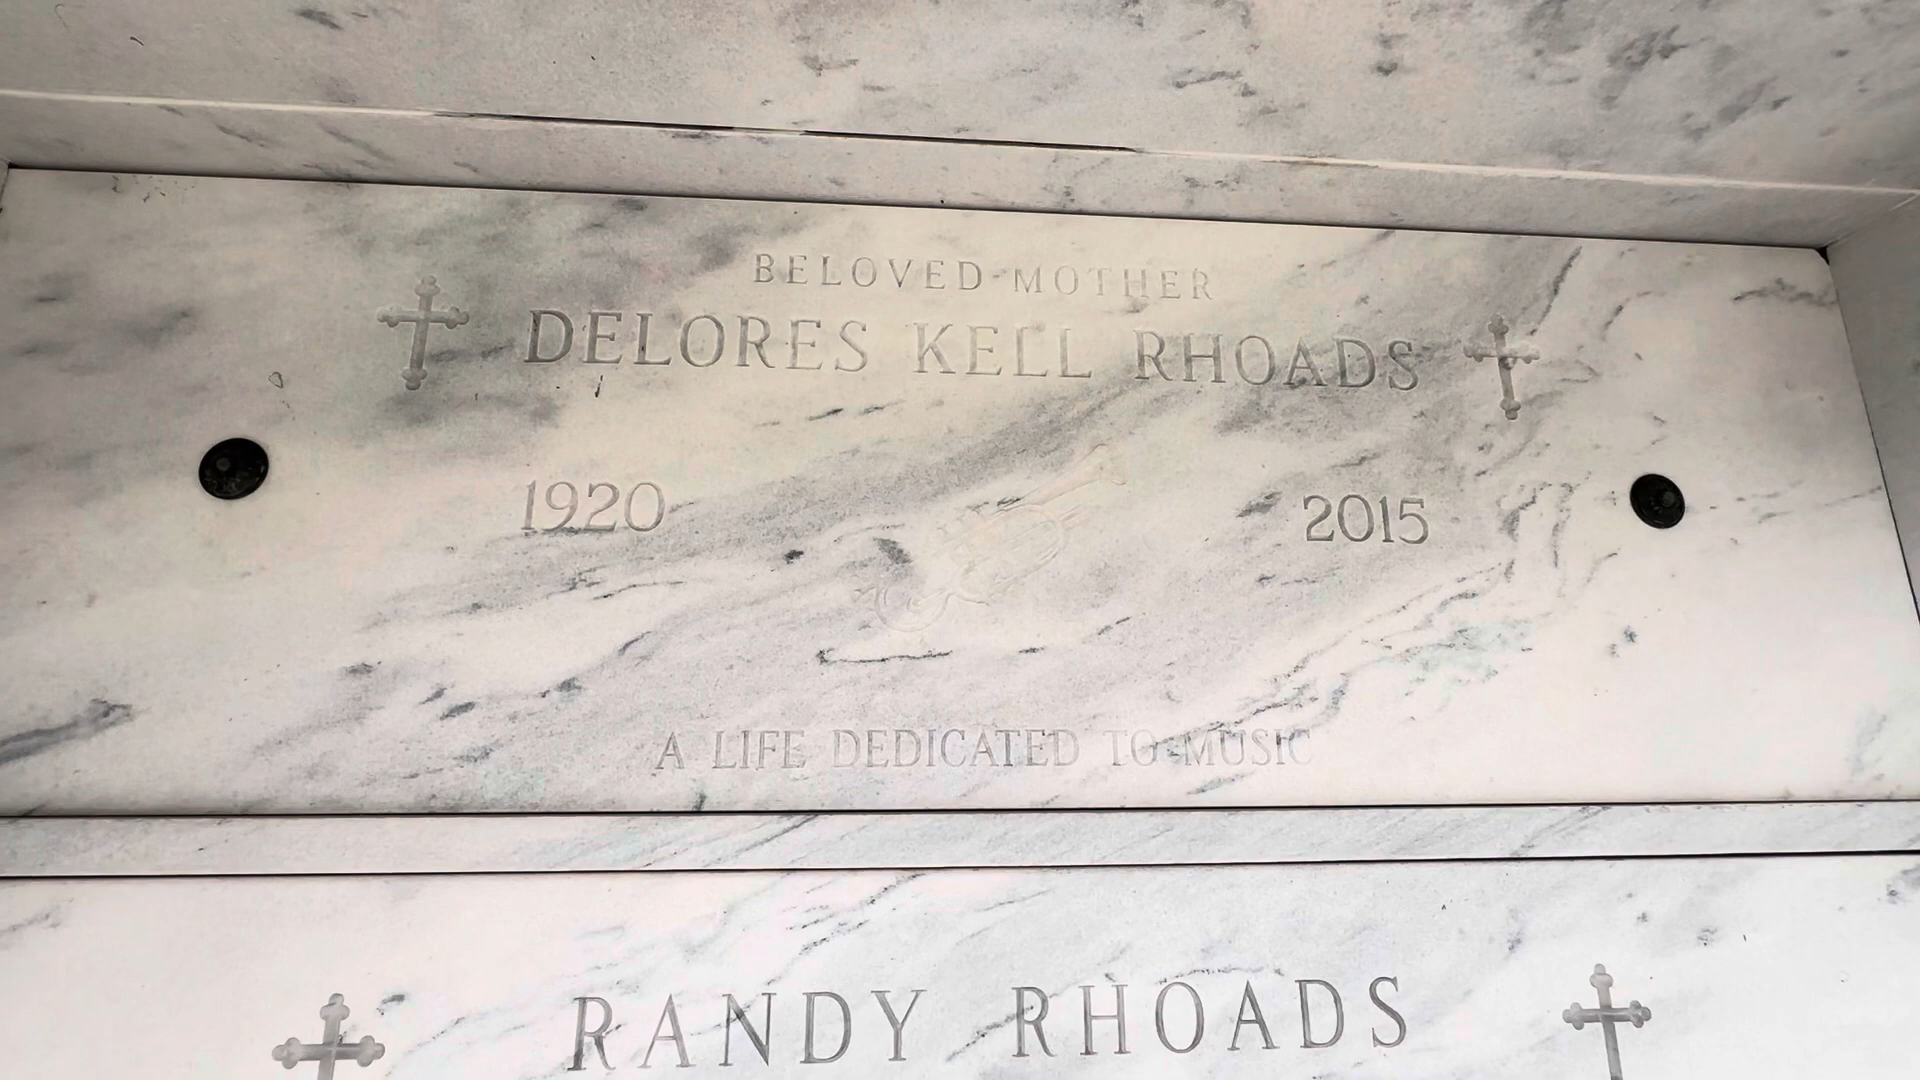 BELOVED MOTHER
DELORES KELL RHOADS
1920 2015
A LIFE DEDICATED TO MUSIC
RANDY RHOADS